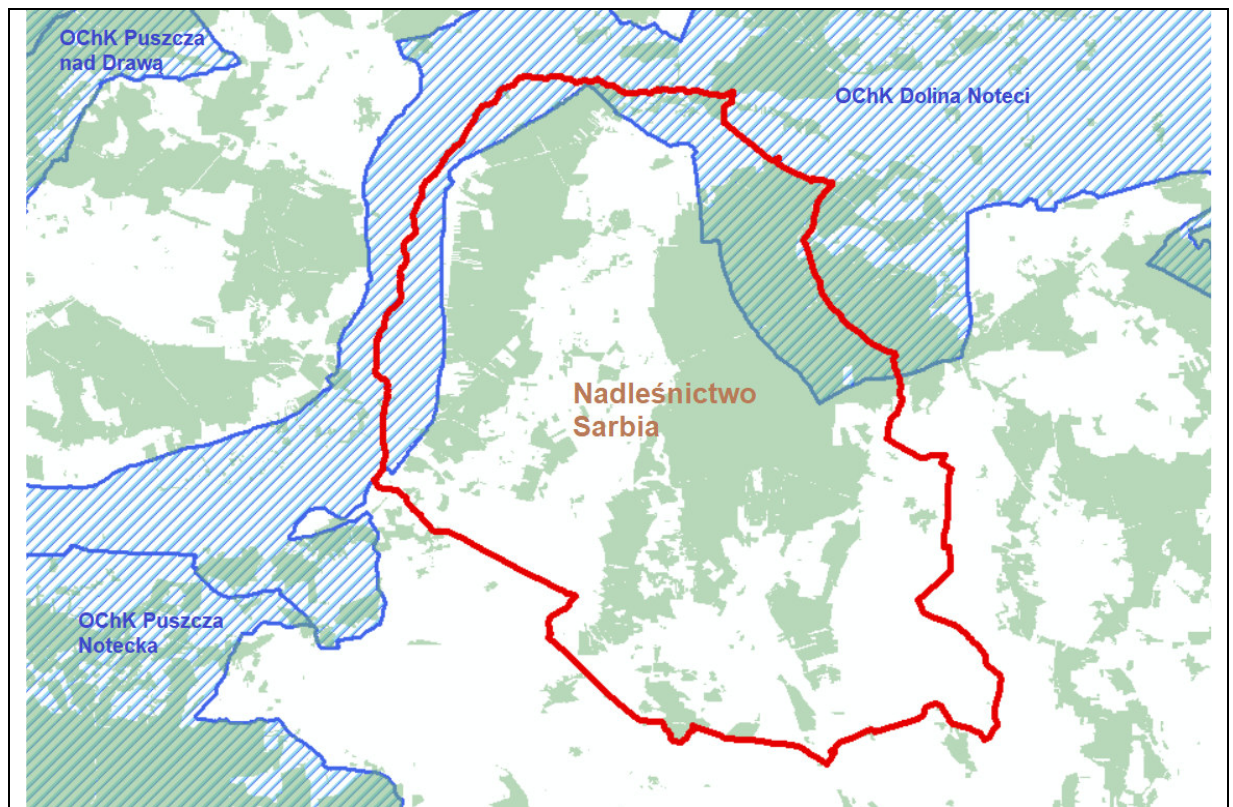 OChK Puszcza
nad Drawą
OChK Dolina Noteci
Nadleśnictwo
Sarbia
OChK Puszcza
Notecka